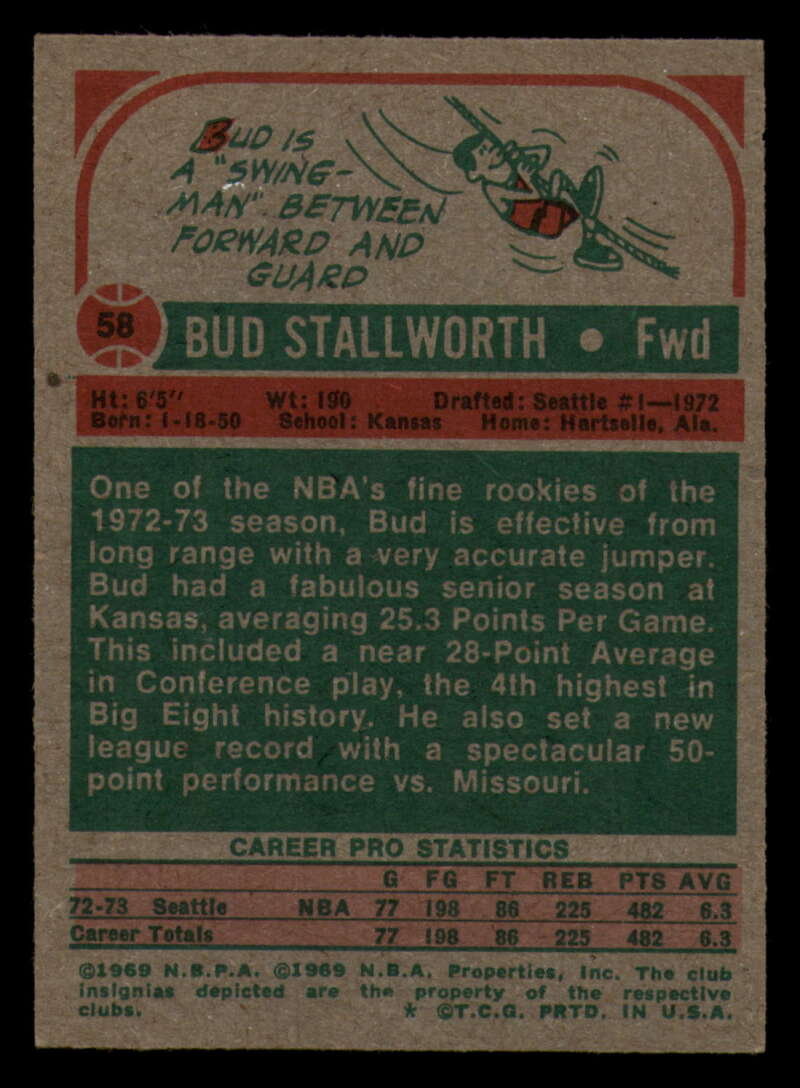 BUD IS
A "SWING-
MAN" BETWEEN
FORWARD AND
GUARD
58
BUD STALLWORTH • Fwd
Ht: 6'5" Wt: 190 Drafted: Seattle #1—1972
Born: 1-18-50 School: Kansas Home: Hartselle, Ala.
One of the NBA's fine rookies of the
1972-73 season, Bud is effective from
long range with a very accurate jumper.
Bud had a fabulous senior season at
Kansas, averaging 25.3 Points Per Game.
This included a near 28-Point Average
in Conference play, the 4th highest in
Big Eight history. He also set a new
league record with a spectacular 50-
point performance vs. Missouri.
CAREER PRO STATISTICS
G FG FT REB PTS AVG
72-73 Seattle NBA 77 198 86 225 482 6.3
Career Totals 77 198 86 225 482 6.3
©1969 N.B.P.A. ©1969 N.B.A. Properties, Inc. The club
insignias depicted are the property of the respective
clubs. * ©T.C.G. PRTD. IN U.S.A.